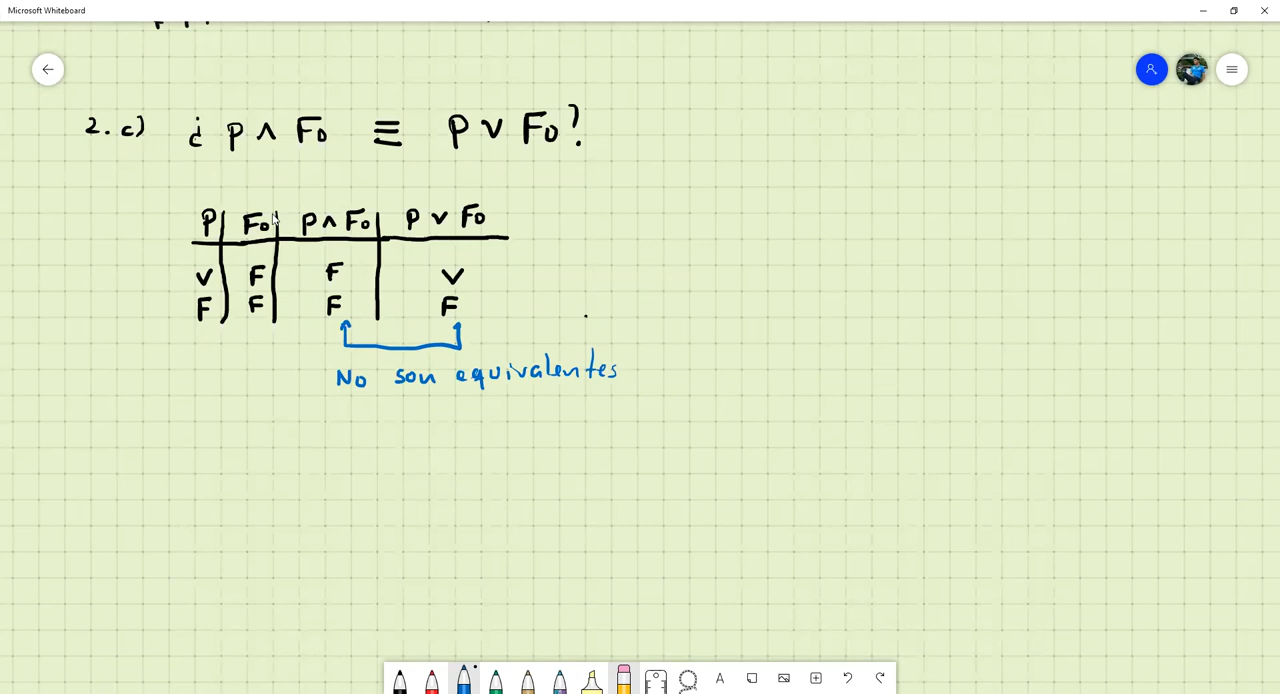 Microsoft Whiteboard
2. c) ¿ p ∧ F₀ ≡ p ∨ F₀?
P F₀ P ∧ F₀ P ∨ F₀
V F F V
F F F F
No son equivalentes
A